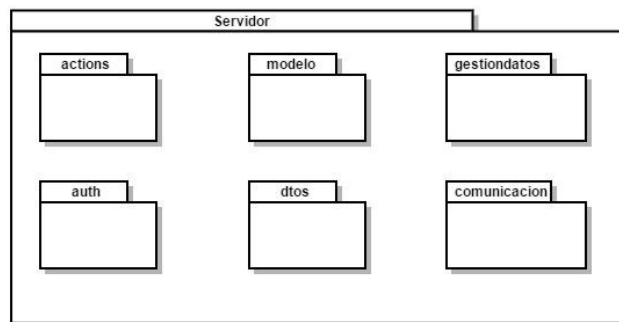 Servidor
actions
modelo
gestiondatos
auth
dtos
comunicacion